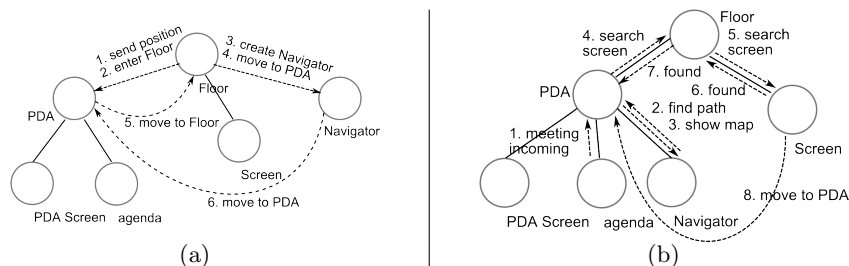 1. send position
2. enter Floor
3. create Navigator
4. move to PDA
Floor
PDA
5. move to Floor
Navigator
Screen
6. move to PDA
PDA Screen
agenda
(a)
Floor
4. search
screen
5. search
screen
7. found
6. found
PDA
2. find path
3. show map
1. meeting
incoming
Screen
8. move to PDA
PDA Screen
agenda
Navigator
(b)